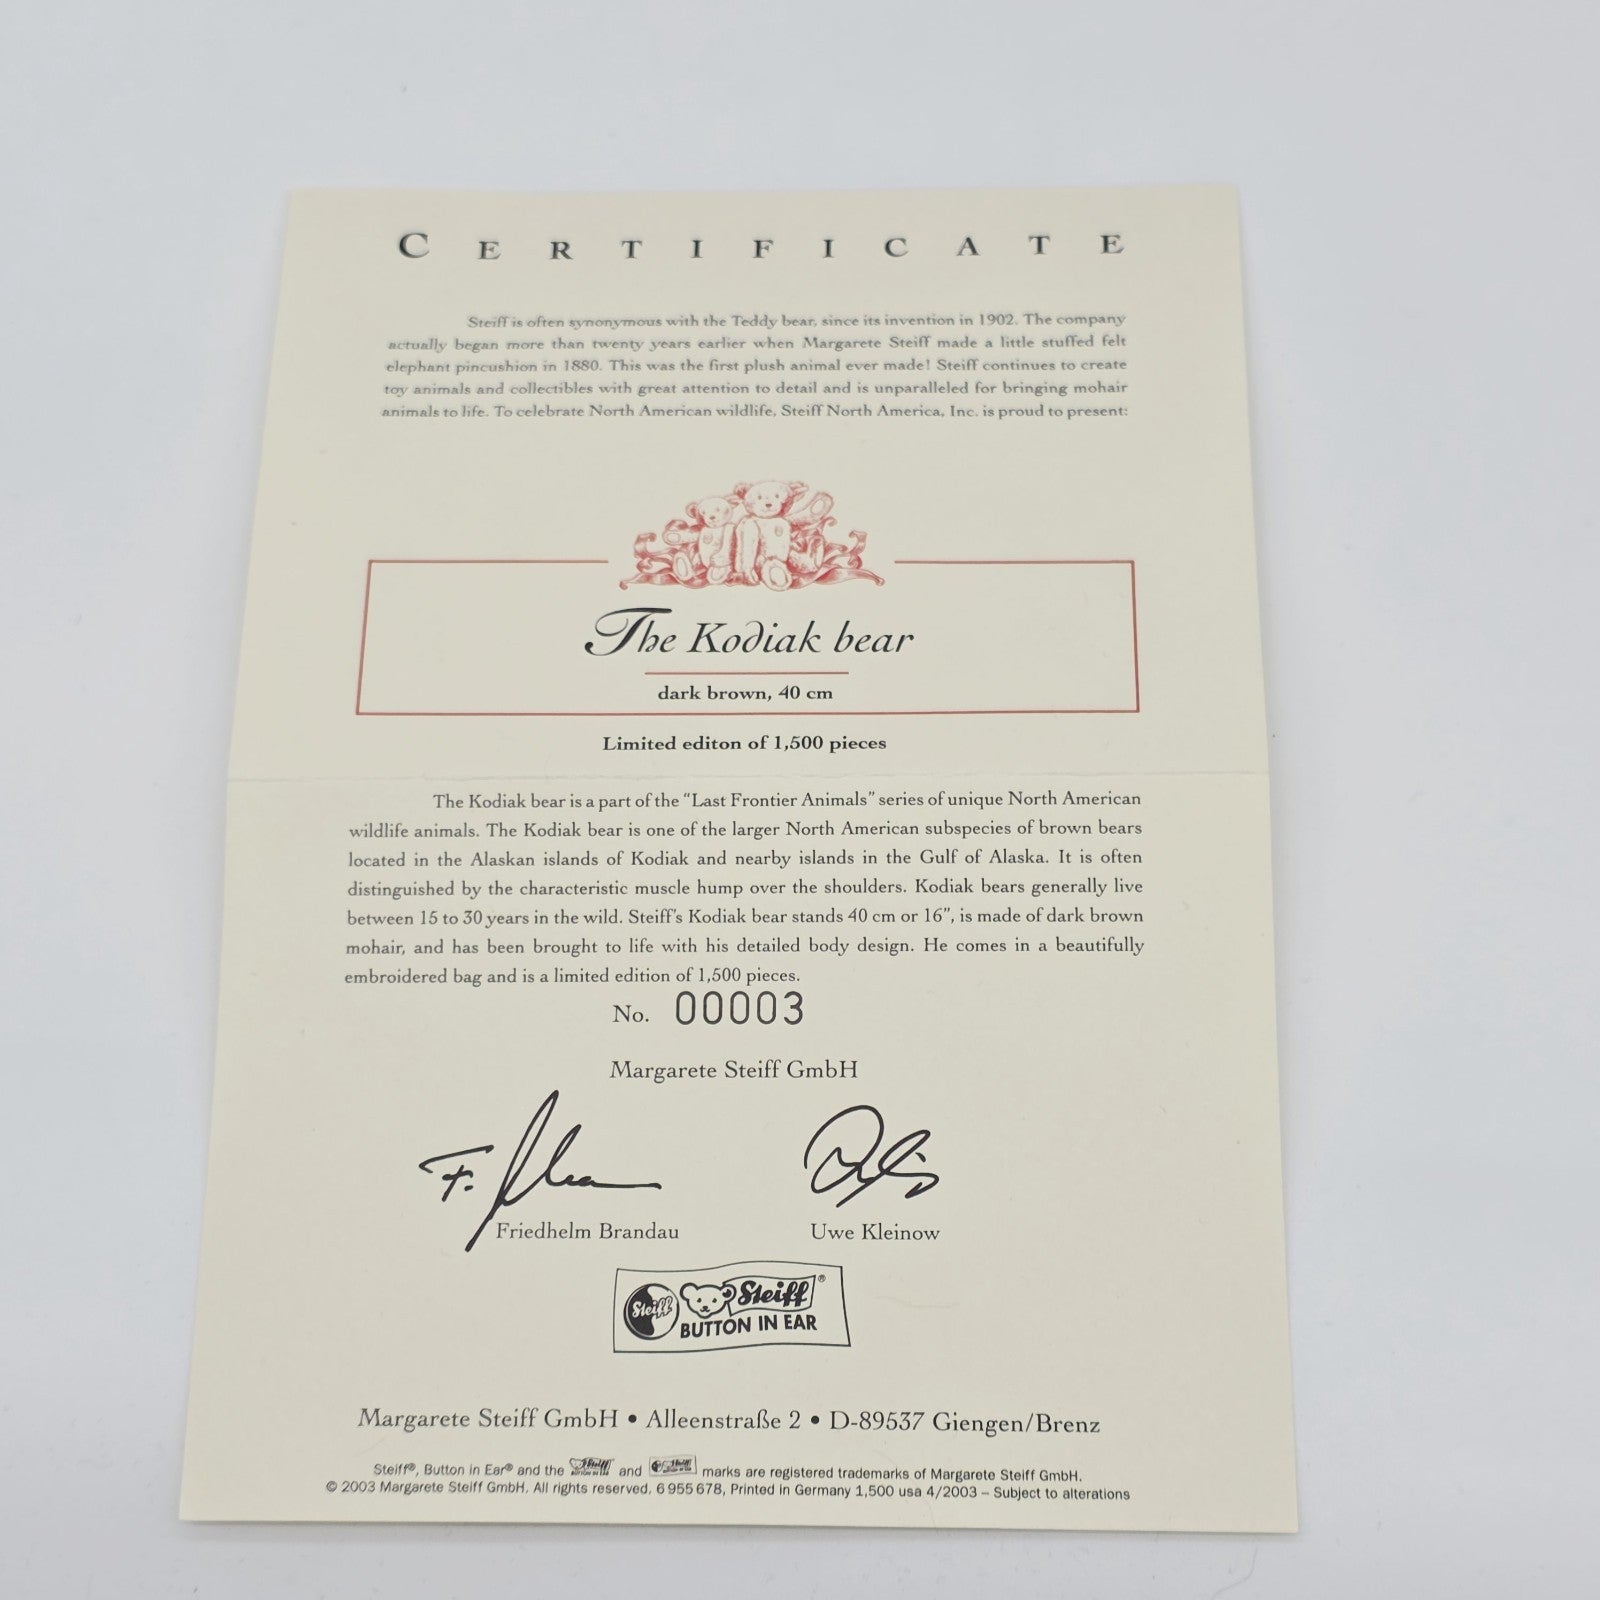 CERTIFICATE
Steiff is often synonymous with the Teddy bear, since its invention in 1902. The company
actually began more than twenty years earlier when Margarete Steiff made a little stuffed felt
elephant pincushion in 1880. This was the first plush animal ever made! Steiff continues to create
toy animals and collectibles with great attention to detail and is unparalleled for bringing mohair
animals to life. To celebrate North American wildlife, Steiff North America, Inc. is proud to present:
The Kodiak bear
dark brown, 40 cm
Limited editon of 1,500 pieces
The Kodiak bear is a part of the “Last Frontier Animals” series of unique North American
wildlife animals. The Kodiak bear is one of the larger North American subspecies of brown bears
located in the Alaskan islands of Kodiak and nearby islands in the Gulf of Alaska. It is often
distinguished by the characteristic muscle hump over the shoulders. Kodiak bears generally live
between 15 to 30 years in the wild. Steiff's Kodiak bear stands 40 cm or 16”, is made of dark brown
mohair, and has been brought to life with his detailed body design. He comes in a beautifully
embroidered bag and is a limited edition of 1,500 pieces.
No. 00003
Margarete Steiff GmbH
F.
Friedhelm Brandau Uwe Kleinow
Steiff Steiff®
BUTTON IN EAR
Margarete Steiff GmbH • Alleenstraße 2 • D-89537 Giengen/Brenz
Steiff®, Button in Ear® and the and marks are registered trademarks of Margarete Steiff GmbH.
© 2003 Margarete Steiff GmbH. All rights reserved. 6 955 678, Printed in Germany 1,500 usa 4/2003 – Subject to alterations